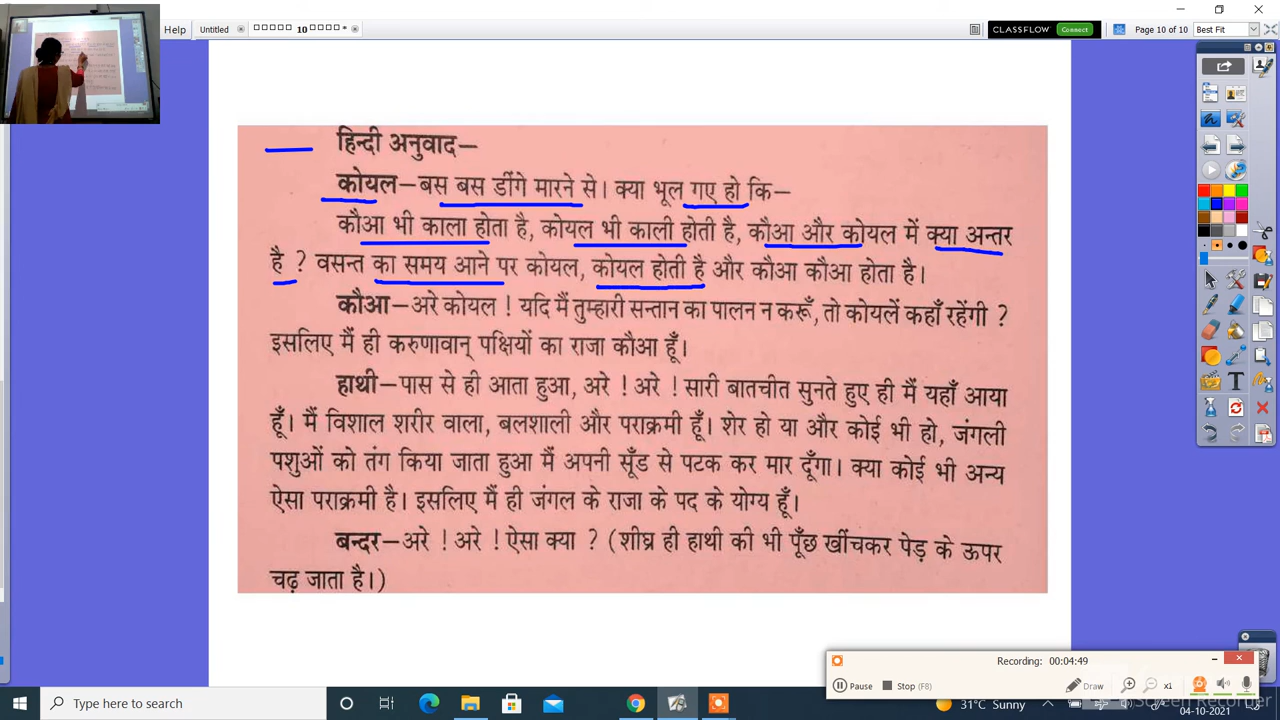 Help Untitled 10 *
CLASSFLOW Connect
Page 10 of 10
Best Fit
हिन्दी अनुवाद–
कोयल–बस बस डींगे मारने से। क्या भूल गए हो कि–
कौआ भी काला होता है, कोयल भी काली होती है, कौआ और कोयल में क्या अन्तर
है ? वसन्त का समय आने पर कोयल, कोयल होती है और कौआ कौआ होता है।
कौआ–अरे कोयल ! यदि मैं तुम्हारी सन्तान का पालन न करूँ, तो कोयलें कहाँ रहेंगी ?
इसलिए मैं ही करुणावान् पक्षियों का राजा कौआ हूँ।
हाथी–पास से ही आता हुआ, अरे ! अरे ! सारी बातचीत सुनते हुए ही मैं यहाँ आया
हूँ। मैं विशाल शरीर वाला, बलशाली और पराक्रमी हूँ। शेर हो या और कोई भी हो, जंगली
पशुओं को तंग किया जाता हुआ मैं अपनी सूँड से पटक कर मार दूँगा। क्या कोई भी अन्य
ऐसा पराक्रमी है। इसलिए मैं ही जंगल के राजा के पद के योग्य हूँ।
बन्दर–अरे ! अरे ! ऐसा क्या ? (शीघ्र ही हाथी की भी पूँछ खींचकर पेड़ के ऊपर
चढ़ जाता है।)
Recording: 00:04:49
Pause Stop (F8) Draw x1
Type here to search
31°C Sunny
04-10-2021